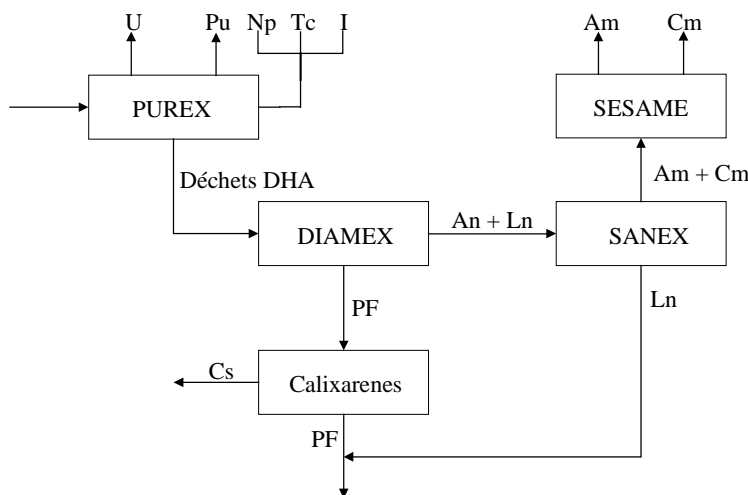 U Pu Np Tc I
Am Cm
PUREX
SESAME
Déchets DHA
Am + Cm
DIAMEX
An + Ln
SANEX
PF
Ln
Cs
Calixarenes
PF